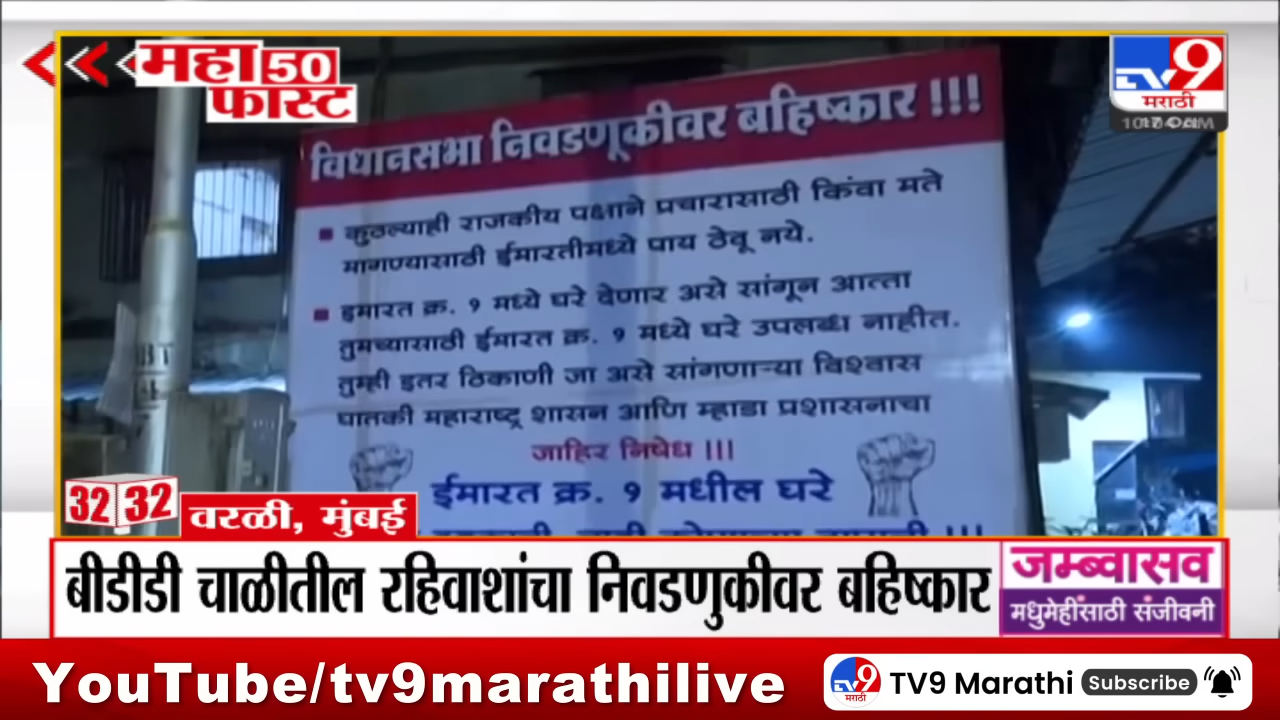 महा 50
फास्ट
TV9
मराठी
विधानसभा निवडणूकीवर बहिष्कार !!!
कुठल्याही राजकीय पक्षाने प्रचारासाठी किंवा मते
मागण्यासाठी ईमारतीमध्ये पाय ठेवू नये.
इमारत क्र. ९ मध्ये घरे देणार असे सांगून आत्ता
तुमच्यासाठी ईमारत क्र. ९ मध्ये घरे उपलब्ध नाहीत.
तुम्ही इतर ठिकाणी जा असे सांगणाऱ्या विश्वास
घातकी महाराष्ट्र शासन आणि म्हाडा प्रशासनाचा
जाहिर निषेध !!!
ईमारत क्र. ९ मधील घरे
32 32
वरळी, मुंबई
बीडीडी चाळीतील रहिवाशांचा निवडणुकीवर बहिष्कार
जम्ब्वासव
मधुमेहींसाठी संजीवनी
YouTube/tv9marathilive
TV9 मराठी
TV9 Marathi
Subscribe